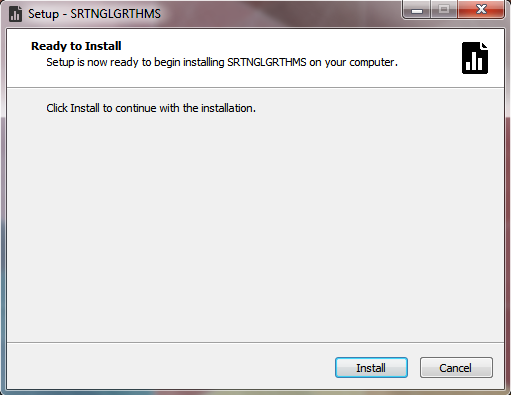 Setup - SRTNGLGRTHMS
Ready to Install
Setup is now ready to begin installing SRTNGLGRTHMS on your computer.
Click Install to continue with the installation.
Install
Cancel